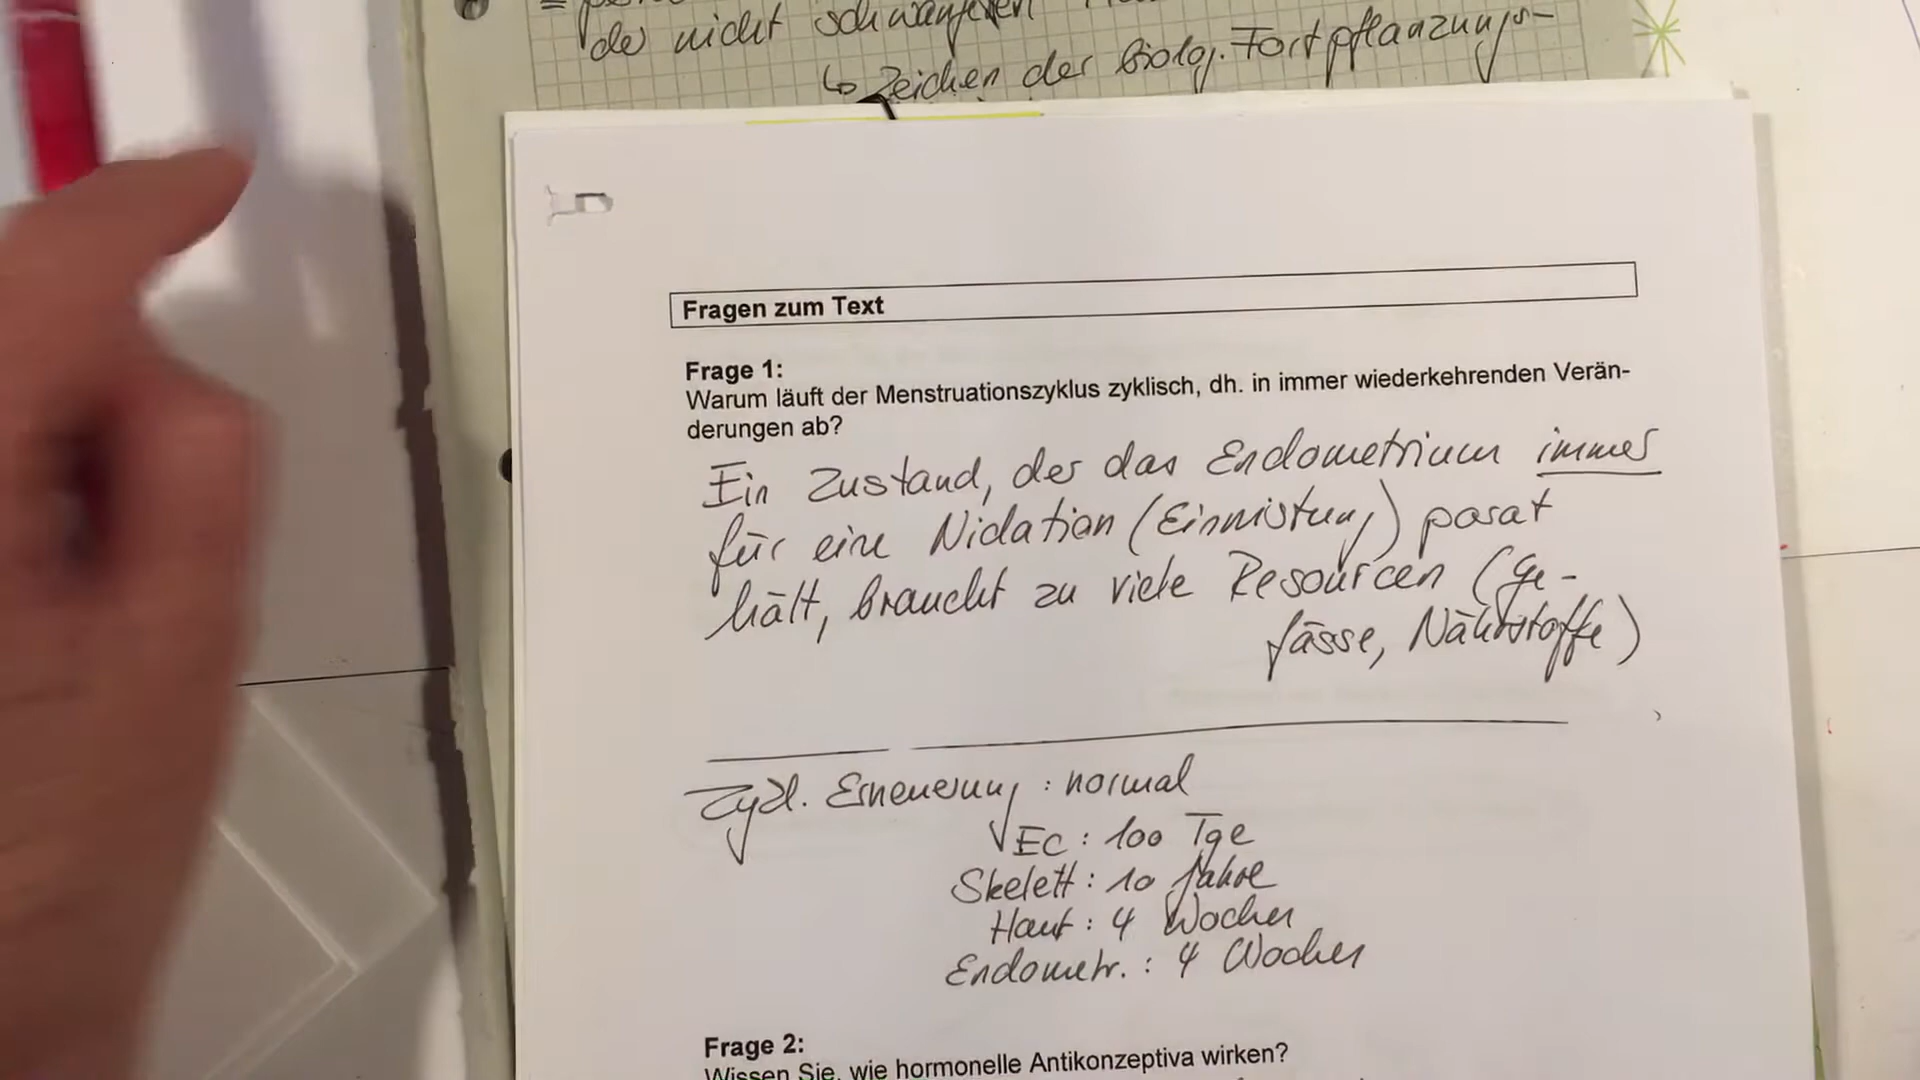 de nicht schwangeren
↳ Zeichen der biolog. Fortpflanzungs-
Fragen zum Text
Frage 1:
Warum läuft der Menstruationszyklus zyklisch, dh. in immer wiederkehrenden Verän-
derungen ab?
Ein Zustand, der das Endometrium immer
für eine Nidation (Einnistung) parat
hält, braucht zu viele Resourcen (Ge-
fässe, Nährstoffe)
Zykl. Erneuerung : normal
EC : 100 Tge
Skelett : 10 Jahre
Haut : 4 Wochen
Endometr. : 4 Wochen
Frage 2:
Wissen Sie, wie hormonelle Antikonzeptiva wirken?